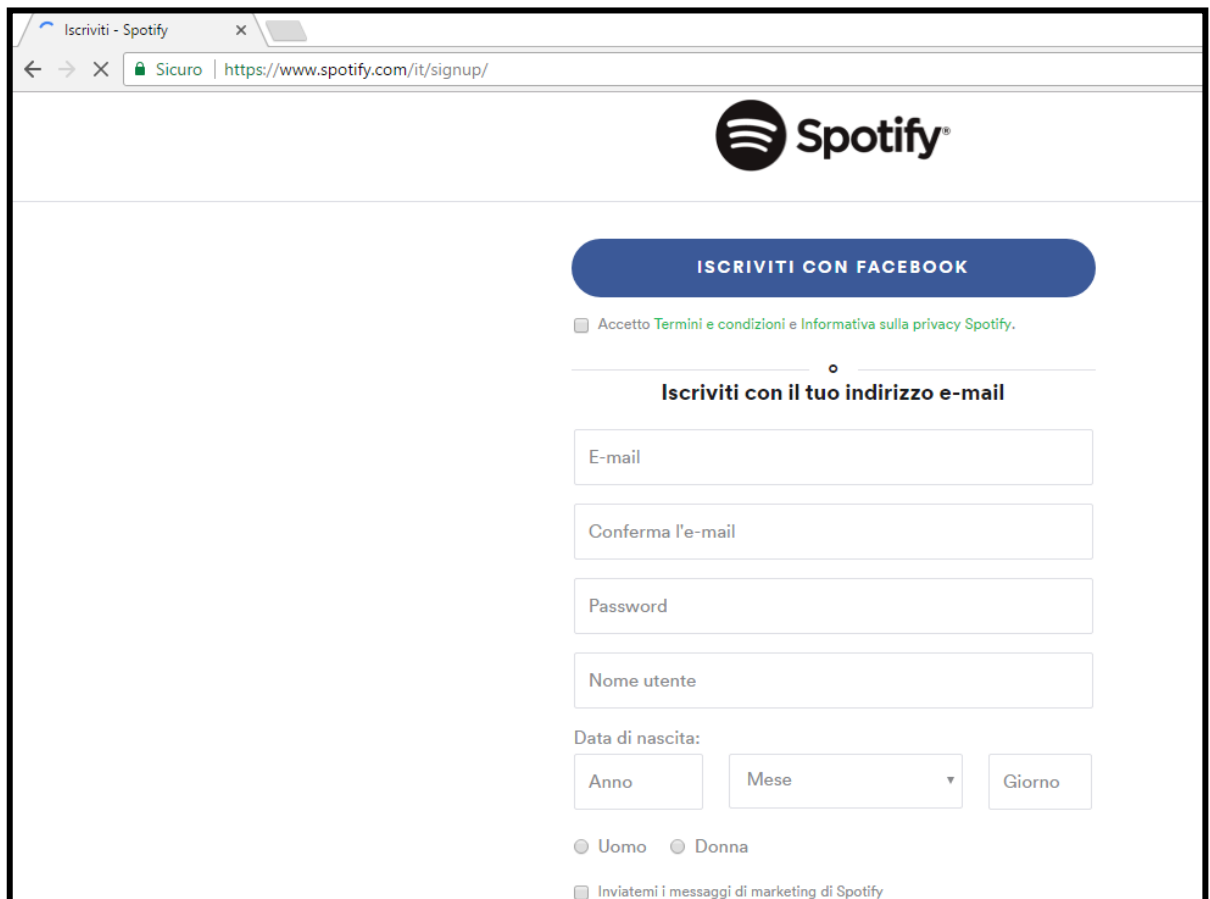 Iscriviti - Spotify
Sicuro https://www.spotify.com/it/signup/
Spotify®
ISCRIVITI CON FACEBOOK
Accetto Termini e condizioni e Informativa sulla privacy Spotify.
o
Iscriviti con il tuo indirizzo e-mail
E-mail
Conferma l'e-mail
Password
Nome utente
Data di nascita:
Anno Mese Giorno
Uomo Donna
Inviatemi i messaggi di marketing di Spotify